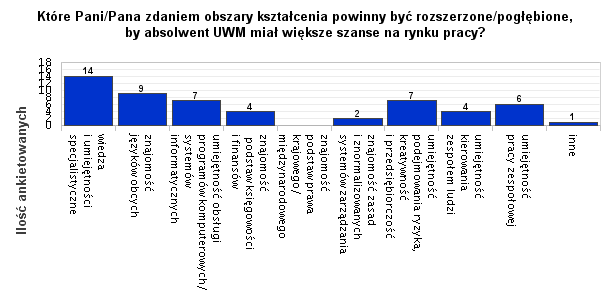 Które Pani/Pana zdaniem obszary kształcenia powinny być rozszerzone/pogłębione,
by absolwent UWM miał większe szanse na rynku pracy?
Ilość ankietowanych
18
16
14
12
10
8
6
4
2
0
14
9
7
4
2
7
4
6
1
wiedza
i umiejętności
specjalistyczne
znajomość
języków obcych
umiejętność obsługi
programów komputerowych/
systemów
informatycznych
znajomość
podstaw księgowości
i finansów
znajomość
podstaw prawa
krajowego/
międzynarodowego
znajomość zasad
i znormalizowanych
systemów zarządzania
umiejętność
podejmowania ryzyka,
kreatywność
i przedsiębiorczość
umiejętność
kierowania
zespołem ludzi
umiejętność
pracy zespołowej
inne